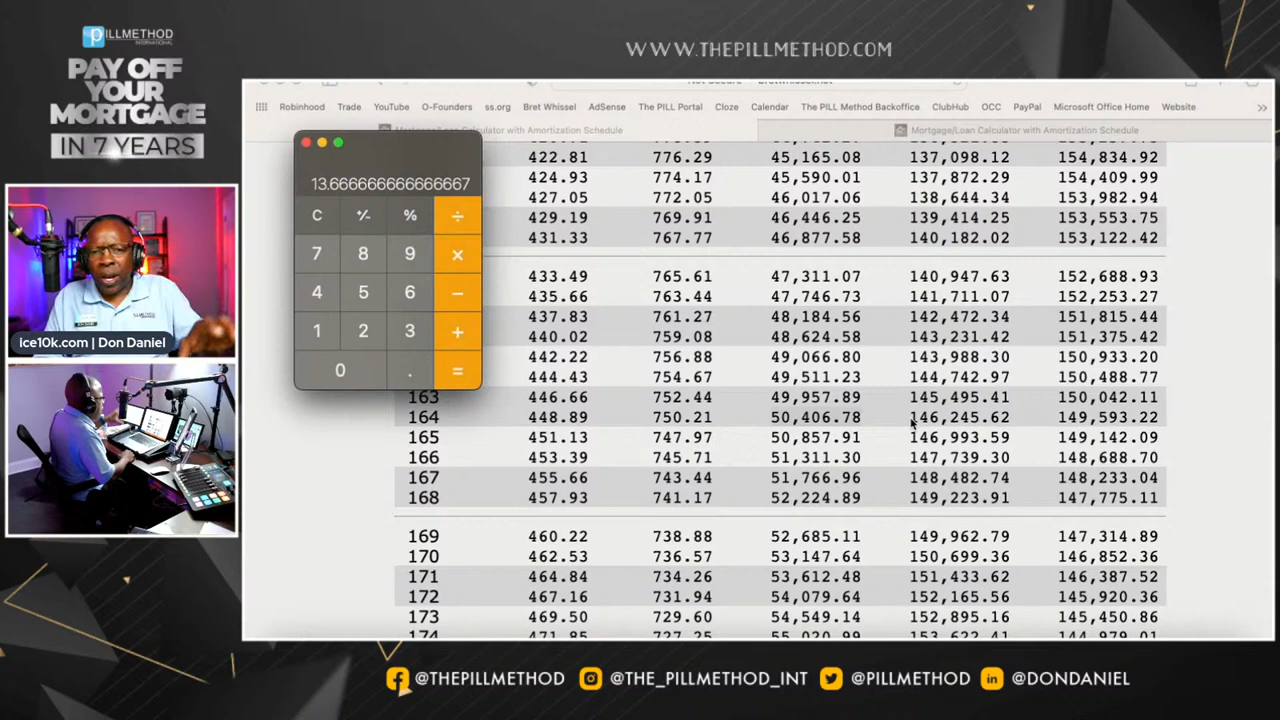 PILLMETHOD
INTERNATIONAL
PAY OFF
YOUR
MORTGAGE
IN 7 YEARS
WWW.THEPILLMETHOD.COM
Robinhood Trade YouTube O-Founders ss.org Bret Whissel AdSense The PILL Portal Cloze Calendar The PILL Method Backoffice ClubHub OCC PayPal Microsoft Office Home Website »
Mortgage/Loan Calculator with Amortization Schedule Mortgage/Loan Calculator with Amortization Schedule
13.6666666666666667
C +/- % ÷
7 8 9 ×
4 5 6 −
1 2 3 +
0 . =
422.81 776.29 45,165.08 137,098.12 154,834.92
424.93 774.17 45,590.01 137,872.29 154,409.99
427.05 772.05 46,017.06 138,644.34 153,982.94
429.19 769.91 46,446.25 139,414.25 153,553.75
431.33 767.77 46,877.58 140,182.02 153,122.42
433.49 765.61 47,311.07 140,947.63 152,688.93
435.66 763.44 47,746.73 141,711.07 152,253.27
437.83 761.27 48,184.56 142,472.34 151,815.44
440.02 759.08 48,624.58 143,231.42 151,375.42
442.22 756.88 49,066.80 143,988.30 150,933.20
444.43 754.67 49,511.23 144,742.97 150,488.77
163 446.66 752.44 49,957.89 145,495.41 150,042.11
164 448.89 750.21 50,406.78 146,245.62 149,593.22
165 451.13 747.97 50,857.91 146,993.59 149,142.09
166 453.39 745.71 51,311.30 147,739.30 148,688.70
167 455.66 743.44 51,766.96 148,482.74 148,233.04
168 457.93 741.17 52,224.89 149,223.91 147,775.11
169 460.22 738.88 52,685.11 149,962.79 147,314.89
170 462.53 736.57 53,147.64 150,699.36 146,852.36
171 464.84 734.26 53,612.48 151,433.62 146,387.52
172 467.16 731.94 54,079.64 152,165.56 145,920.36
173 469.50 729.60 54,549.14 152,895.16 145,450.86
174 471.85 727.25 55,020.99 153,622.41 144,979.01
ice10k.com | Don Daniel
@THEPILLMETHOD @THE_PILLMETHOD_INT @PILLMETHOD @DONDANIEL